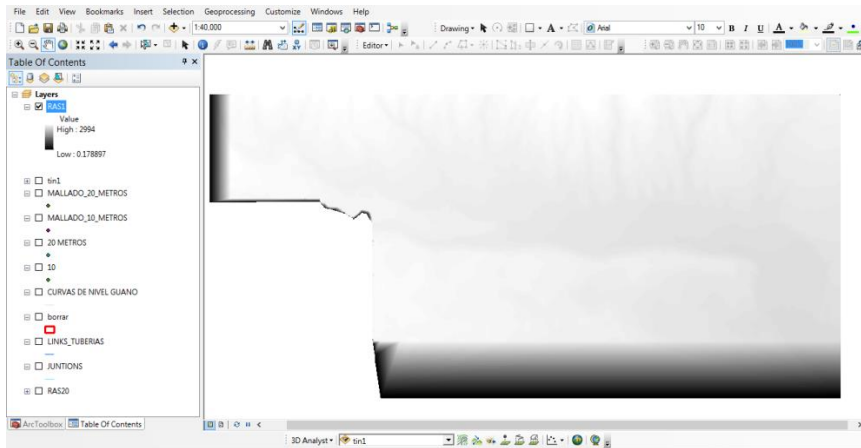 File Edit View Bookmarks Insert Selection Geoprocessing Customize Windows Help
1:40,000 Drawing A Arial 10 B I U A
Editor
Table Of Contents
Layers
RAS1
Value
High : 2994
Low : 0.178897
tin1
MALLADO_20_METROS
MALLADO_10_METROS
20 METROS
10
CURVAS DE NIVEL GUANO
borrar
LINKS_TUBERIAS
JUNTIONS
RAS20
ArcToolbox Table Of Contents
3D Analyst tin1